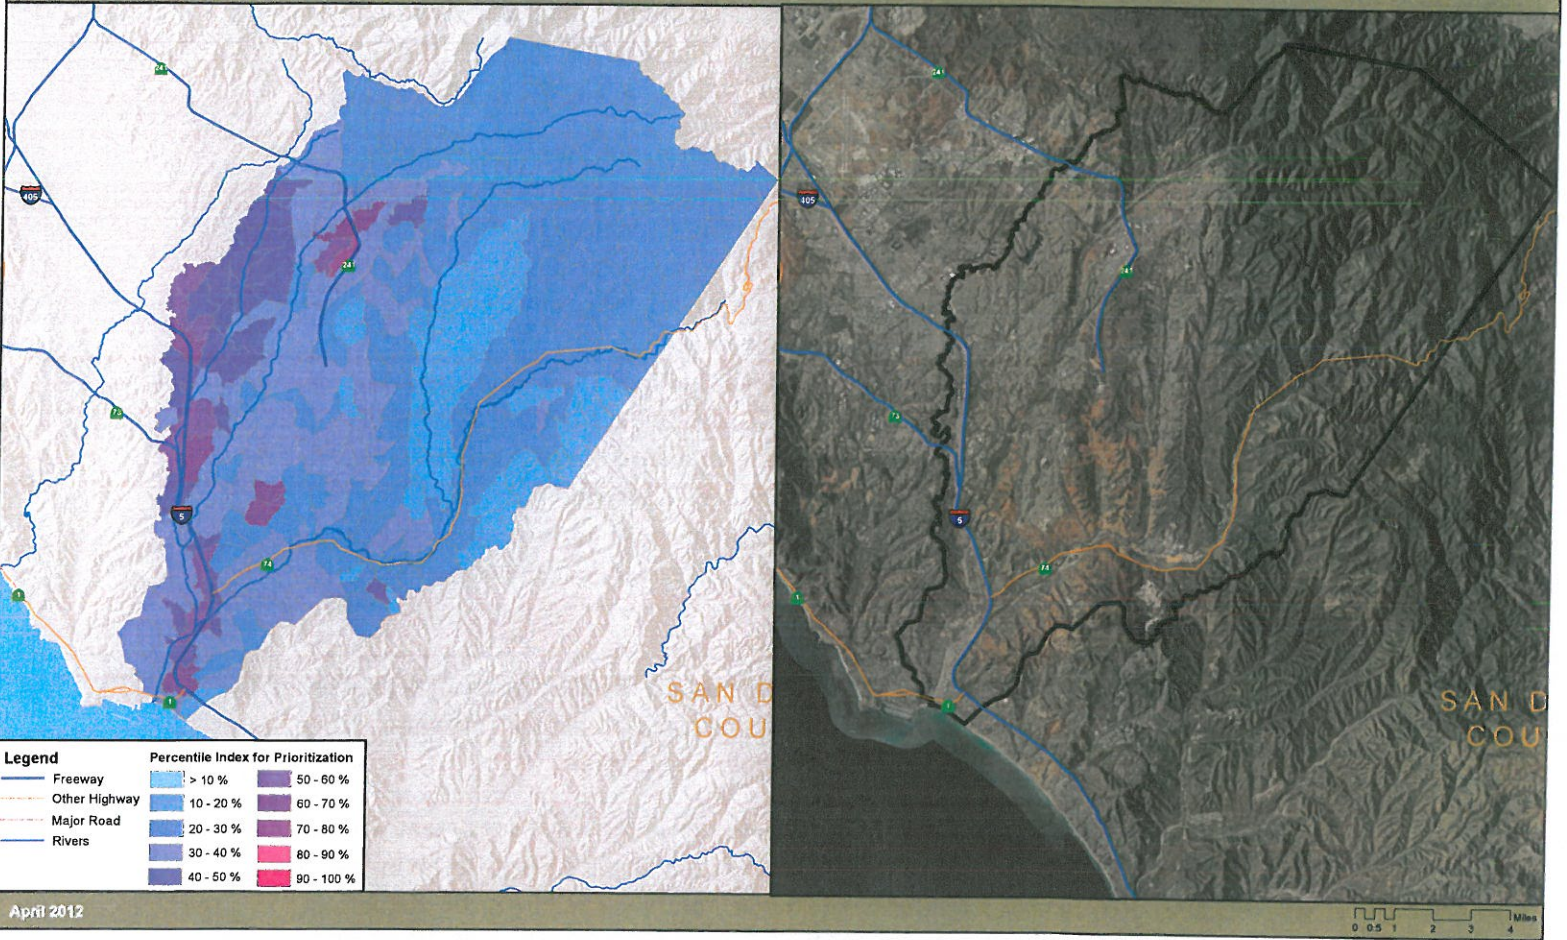 241
405
241
73
5
74
1
1
SAN D
COU
Legend
Freeway
Other Highway
Major Road
Rivers
Percentile Index for Prioritization
> 10 %
10 - 20 %
20 - 30 %
30 - 40 %
40 - 50 %
50 - 60 %
60 - 70 %
70 - 80 %
80 - 90 %
90 - 100 %
April 2012
241
405
241
73
5
74
1
1
SAN D
COU
Miles
0 0.5 1 2 3 4